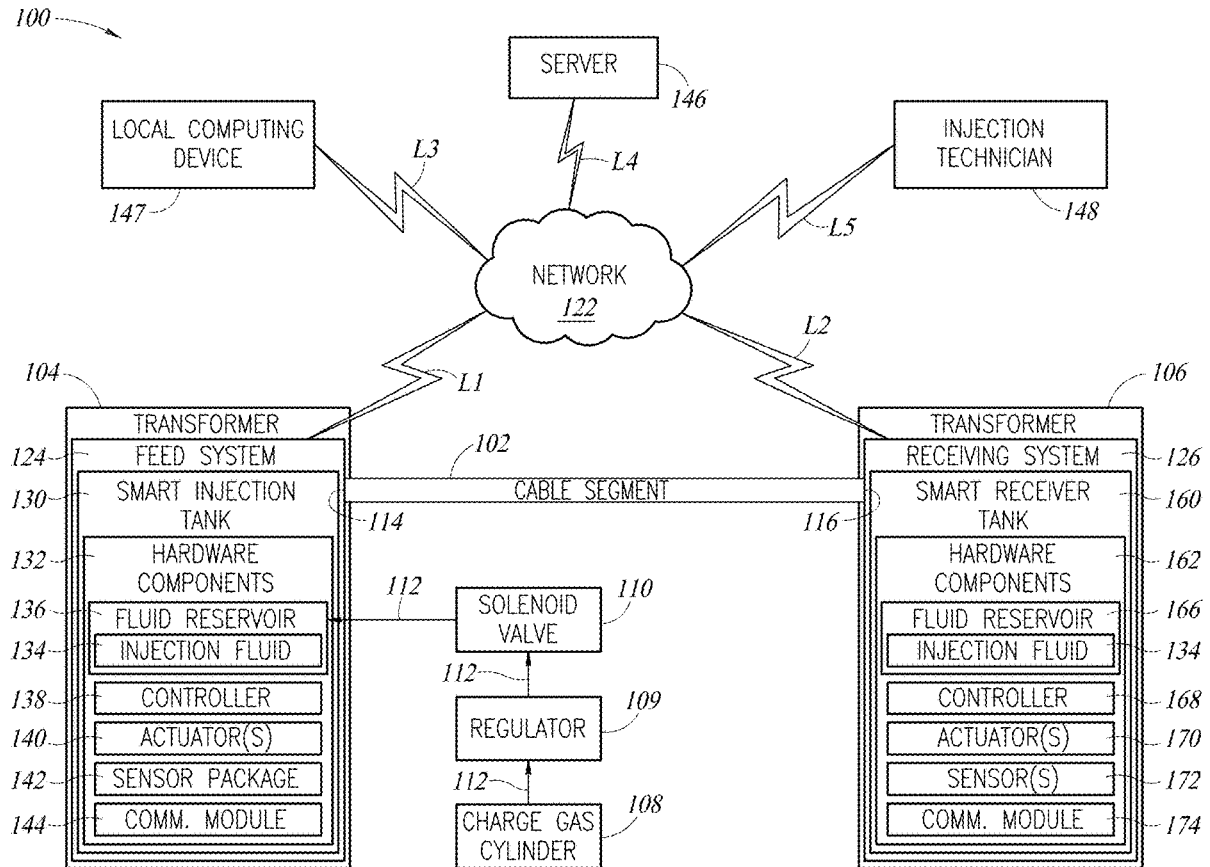 100
SERVER
146
LOCAL COMPUTING
DEVICE
147
INJECTION
TECHNICIAN
148
L3
L4
L5
NETWORK
122
L1
L2
104
TRANSFORMER
124
FEED SYSTEM
130
SMART INJECTION
TANK
132
HARDWARE
COMPONENTS
136
FLUID RESERVOIR
134
INJECTION FLUID
138
CONTROLLER
140
ACTUATOR(S)
142
SENSOR PACKAGE
144
COMM. MODULE
102
CABLE SEGMENT
114
116
112
SOLENOID
VALVE
110
112
REGULATOR
109
112
CHARGE GAS
CYLINDER
108
106
TRANSFORMER
RECEIVING SYSTEM
126
SMART RECEIVER
TANK
160
HARDWARE
COMPONENTS
162
FLUID RESERVOIR
166
INJECTION FLUID
134
CONTROLLER
168
ACTUATOR(S)
170
SENSOR(S)
172
COMM. MODULE
174